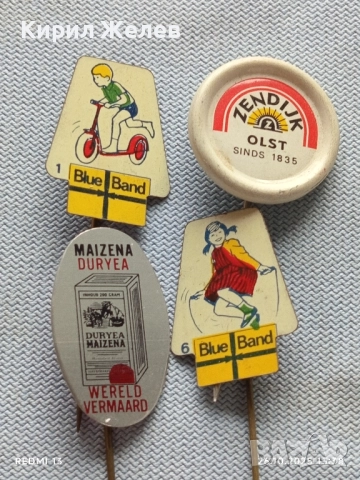 Кирил Желев
1
Blue Band
ZENDIJK
OLST
SINDS 1835
MAIZENA
DURYEA
DURYEA
MAIZENA
WERELD
VERMAARD
6
Blue Band
REDMI 13